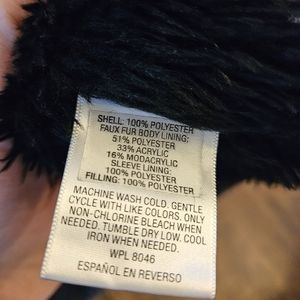 SHELL: 100% POLYESTER
FAUX FUR BODY LINING:
51% POLYESTER
33% ACRYLIC
16% MODACRYLIC
SLEEVE LINING:
100% POLYESTER
FILLING: 100% POLYESTER
MACHINE WASH COLD. GENTLE
CYCLE WITH LIKE COLORS. ONLY
NON-CHLORINE BLEACH WHEN
NEEDED. TUMBLE DRY LOW. COOL
IRON WHEN NEEDED.
WPL 8046
ESPAÑOL EN REVERSO